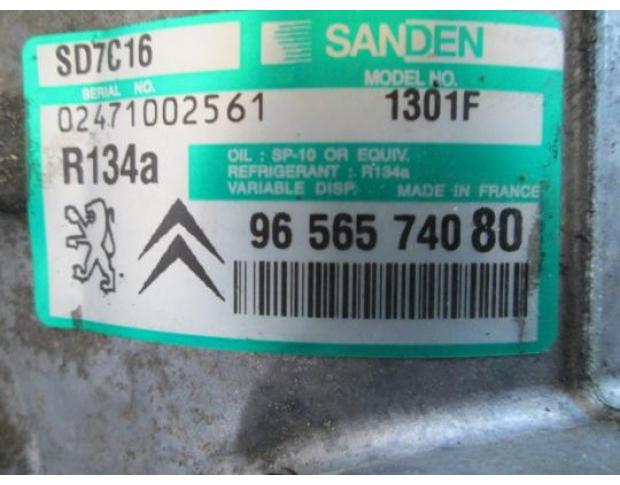 SD7C16
SANDEN
SERIAL NO.
MODEL NO.
02471002561
1301F
R134a
OIL : SP-10 OR EQUIV.
REFRIGERANT : R134a
VARIABLE DISP. MADE IN FRANCE
96 565 740 80